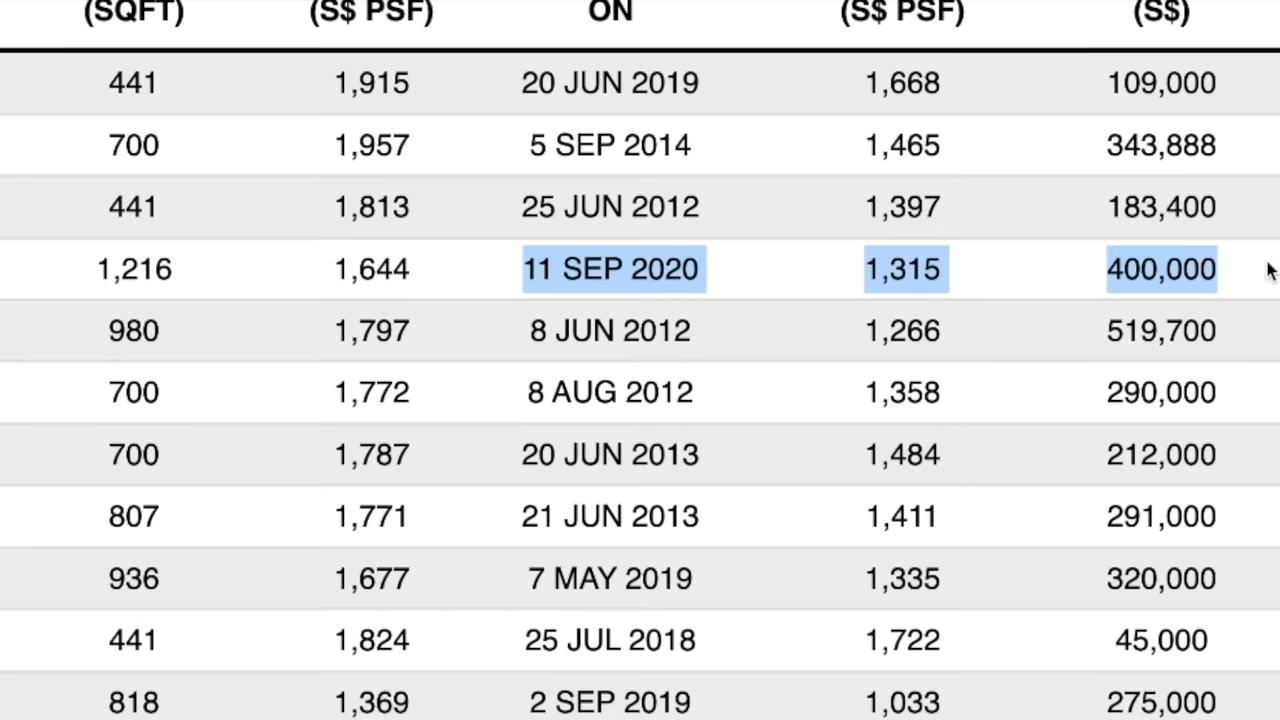 (SQFT) (S$ PSF) ON (S$ PSF) (S$)
441 1,915 20 JUN 2019 1,668 109,000
700 1,957 5 SEP 2014 1,465 343,888
441 1,813 25 JUN 2012 1,397 183,400
1,216 1,644 11 SEP 2020 1,315 400,000
980 1,797 8 JUN 2012 1,266 519,700
700 1,772 8 AUG 2012 1,358 290,000
700 1,787 20 JUN 2013 1,484 212,000
807 1,771 21 JUN 2013 1,411 291,000
936 1,677 7 MAY 2019 1,335 320,000
441 1,824 25 JUL 2018 1,722 45,000
818 1,369 2 SEP 2019 1,033 275,000